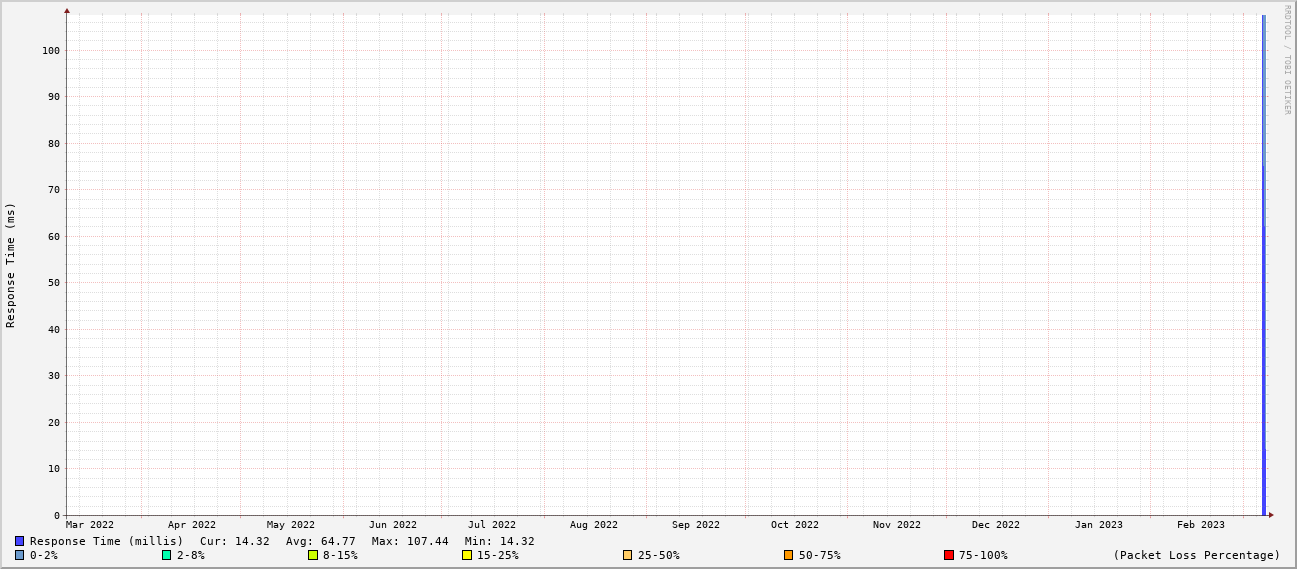 RRDTOOL / TOBI OETIKER
Response Time (ms)
100
90
80
70
60
50
40
30
20
10
0
Mar 2022 Apr 2022 May 2022 Jun 2022 Jul 2022 Aug 2022 Sep 2022 Oct 2022 Nov 2022 Dec 2022 Jan 2023 Feb 2023
Response Time (millis) Cur: 14.32 Avg: 64.77 Max: 107.44 Min: 14.32
0-2% 2-8% 8-15% 15-25% 25-50% 50-75% 75-100% (Packet Loss Percentage)